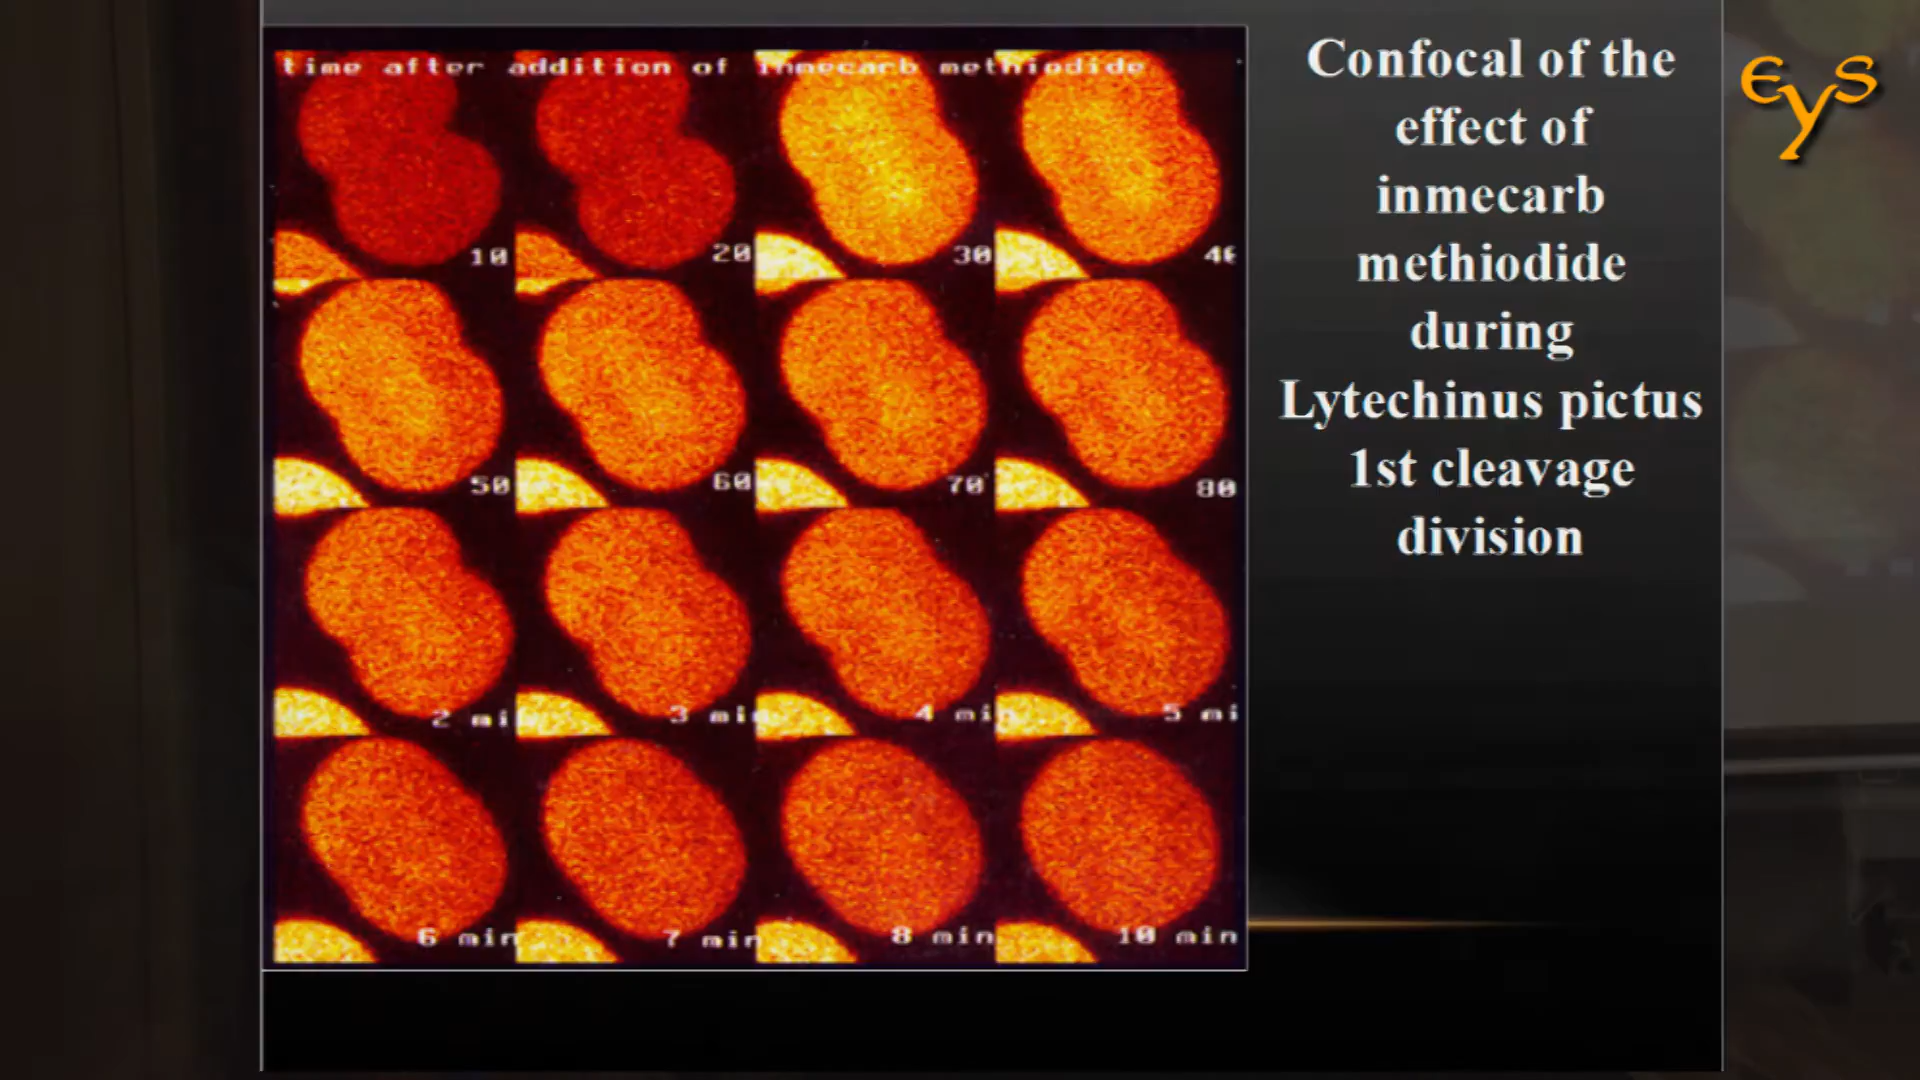 time after addition of inmecarb methiodide
10 20 30 4
50 60 70 80
2 mi 3 min 4 mi 5 mi
6 min 7 min 8 min 10 min
Confocal of the
effect of
inmecarb
methiodide
during
Lytechinus pictus
1st cleavage
division
eys